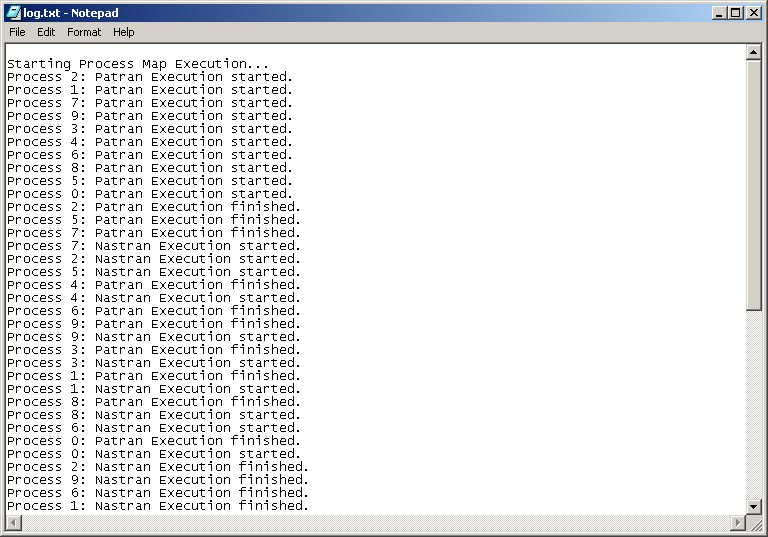 log.txt - Notepad
File Edit Format Help
Starting Process Map Execution...
Process 2: Patran Execution started.
Process 1: Patran Execution started.
Process 7: Patran Execution started.
Process 9: Patran Execution started.
Process 3: Patran Execution started.
Process 4: Patran Execution started.
Process 6: Patran Execution started.
Process 8: Patran Execution started.
Process 5: Patran Execution started.
Process 0: Patran Execution started.
Process 2: Patran Execution finished.
Process 5: Patran Execution finished.
Process 7: Patran Execution finished.
Process 7: Nastran Execution started.
Process 2: Nastran Execution started.
Process 5: Nastran Execution started.
Process 4: Patran Execution finished.
Process 4: Nastran Execution started.
Process 6: Patran Execution finished.
Process 9: Patran Execution finished.
Process 9: Nastran Execution started.
Process 3: Patran Execution finished.
Process 3: Nastran Execution started.
Process 1: Patran Execution finished.
Process 1: Nastran Execution started.
Process 8: Patran Execution finished.
Process 8: Nastran Execution started.
Process 6: Nastran Execution started.
Process 0: Patran Execution finished.
Process 0: Nastran Execution started.
Process 2: Nastran Execution finished.
Process 9: Nastran Execution finished.
Process 6: Nastran Execution finished.
Process 1: Nastran Execution finished.